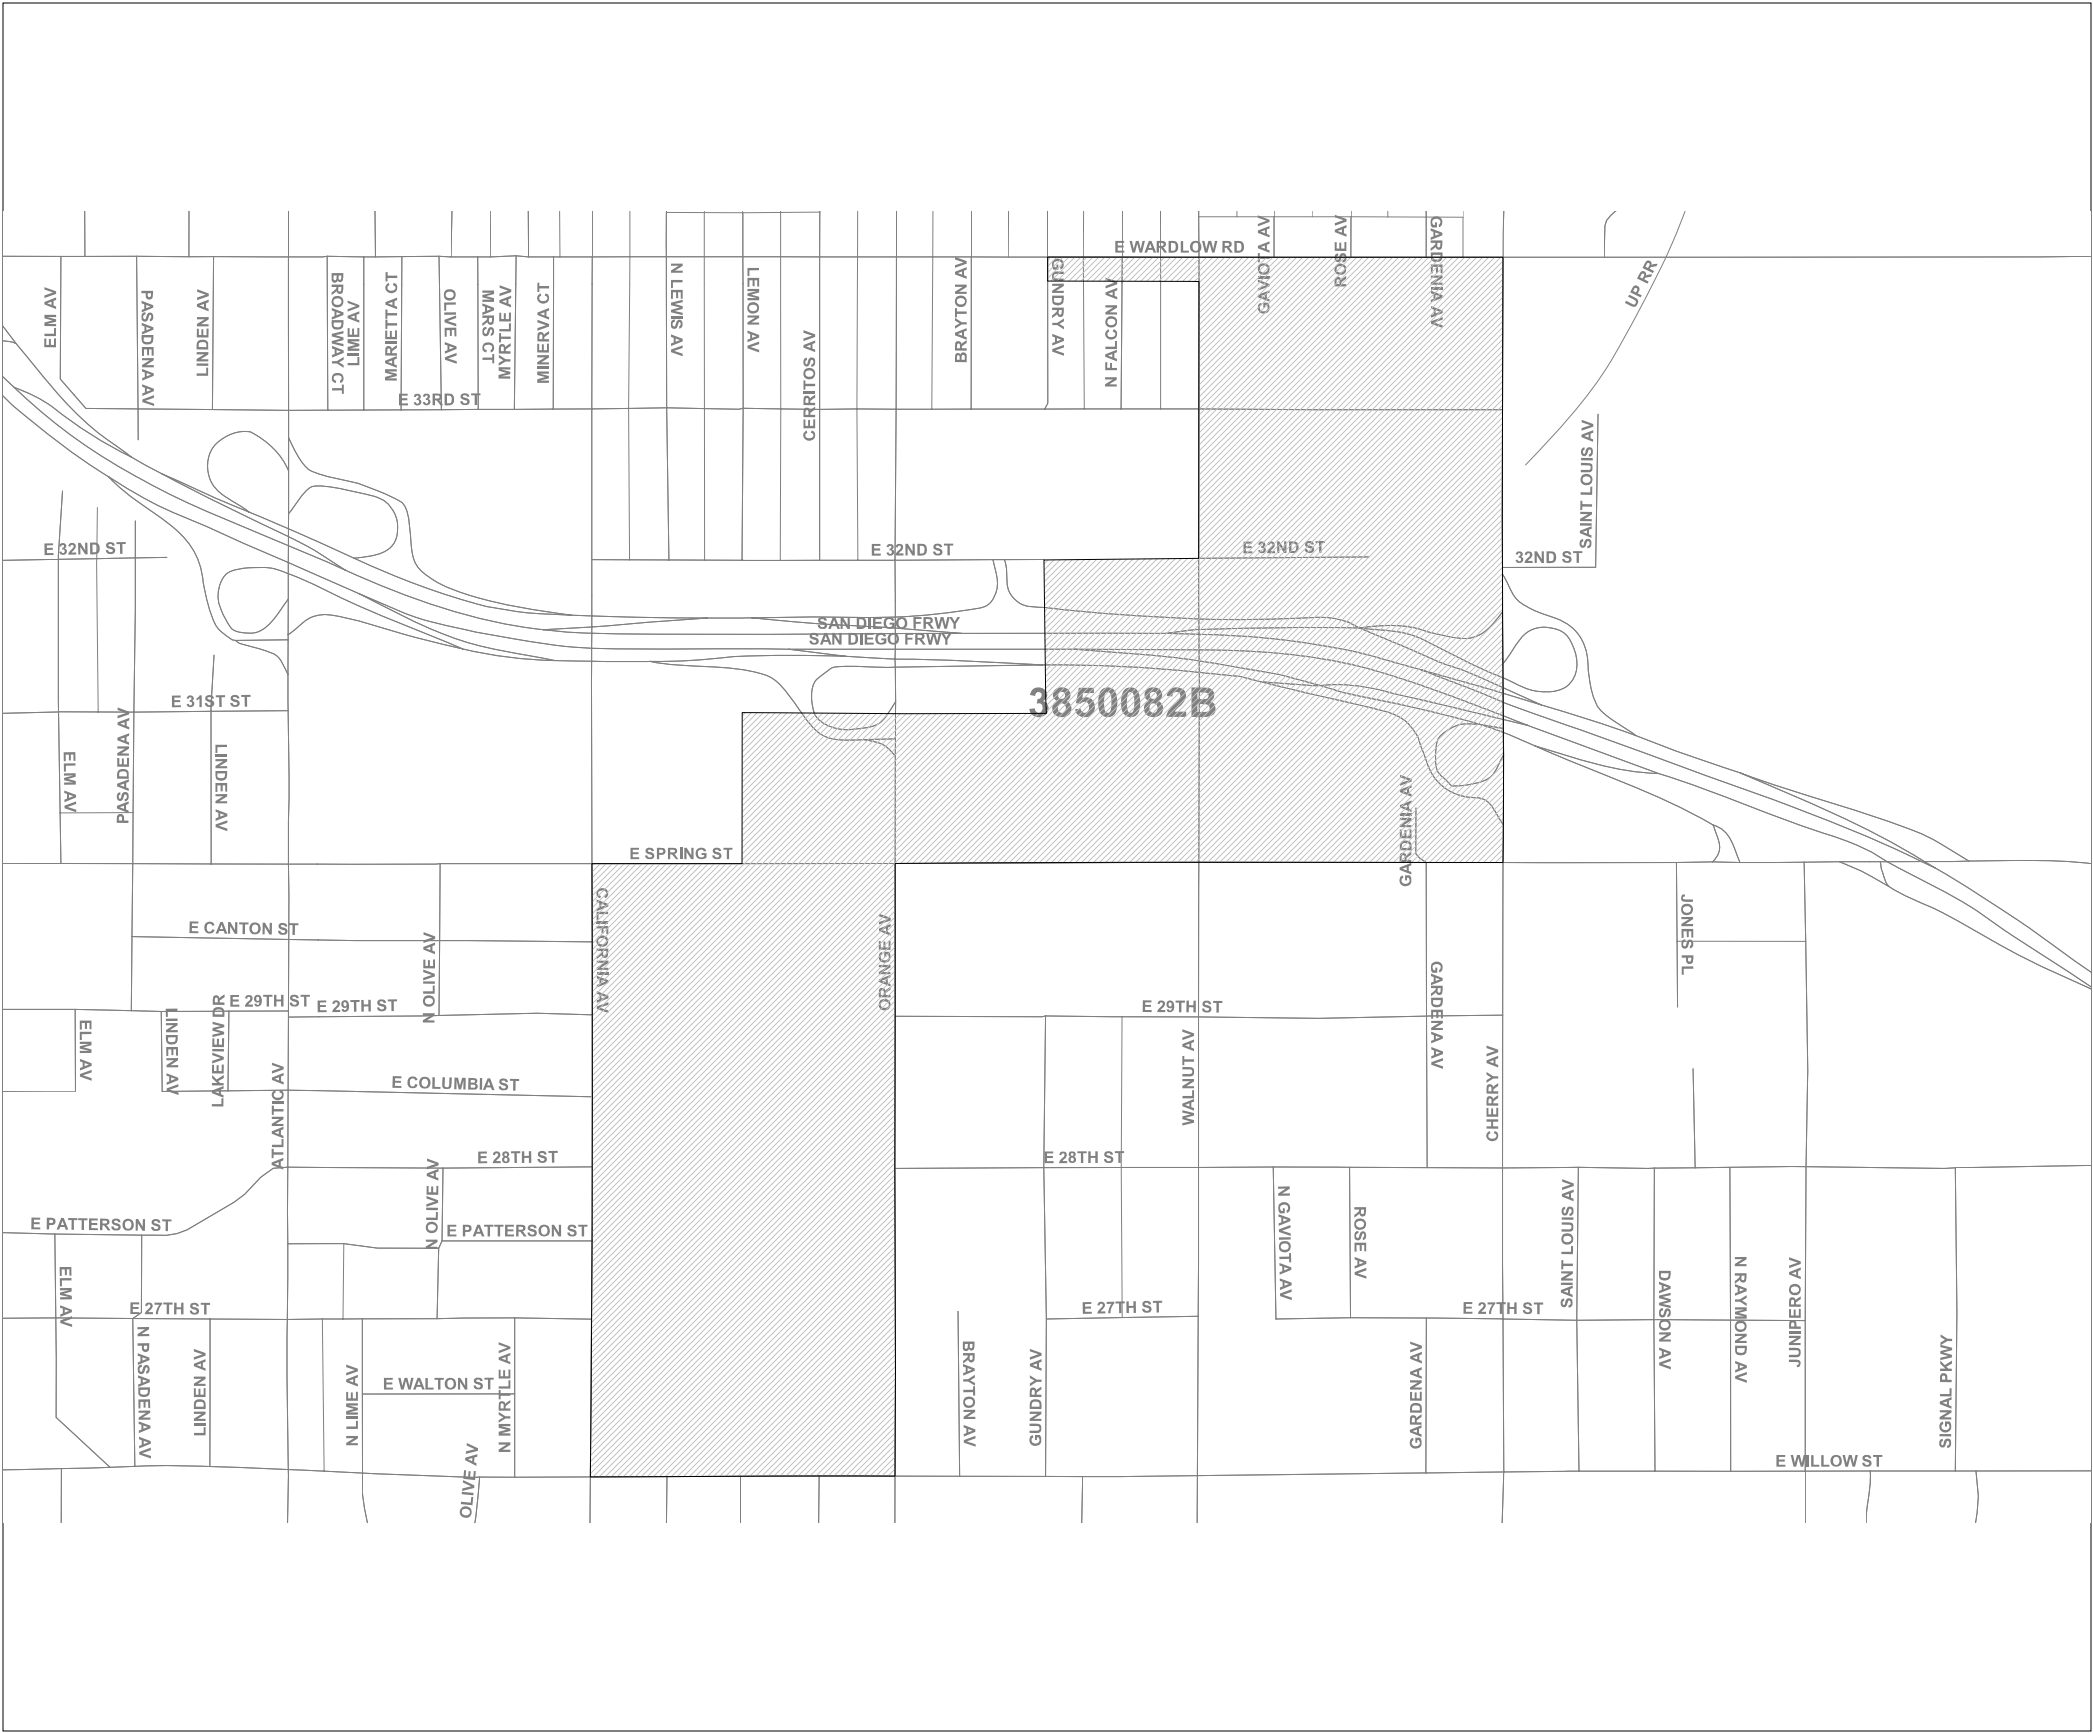 E WARDLOW RD
GAVIOTA AV
ROSE AV
GARDENIA AV
UP RR
ELM AV
PASADENA AV
LINDEN AV
BROADWAY CT
LIME AV
MARIETTA CT
OLIVE AV
MARS CT
MYRTLE AV
MINERVA CT
N LEWIS AV
LEMON AV
CERRITOS AV
BRAYTON AV
GUNDRY AV
N FALCON AV
E 33RD ST
SAINT LOUIS AV
E 32ND ST
E 32ND ST
E 32ND ST
32ND ST
SAN DIEGO FRWY
SAN DIEGO FRWY
E 31ST ST
3850082B
ELM AV
PASADENA AV
LINDEN AV
GARDENIA AV
E SPRING ST
CALIFORNIA AV
ORANGE AV
JONES PL
E CANTON ST
N OLIVE AV
GARDENA AV
E 29TH ST
E 29TH ST
E 29TH ST
ELM AV
LINDEN AV
LAKEVIEW DR
ATLANTIC AV
WALNUT AV
CHERRY AV
E COLUMBIA ST
E 28TH ST
E 28TH ST
N OLIVE AV
E PATTERSON ST
E PATTERSON ST
N GAVIOTA AV
ROSE AV
SAINT LOUIS AV
DAWSON AV
N RAYMOND AV
JUNIPERO AV
ELM AV
E 27TH ST
E 27TH ST
E 27TH ST
N PASADENA AV
LINDEN AV
N LIME AV
E WALTON ST
N MYRTLE AV
OLIVE AV
BRAYTON AV
GUNDRY AV
GARDENA AV
SIGNAL PKWY
E WILLOW ST